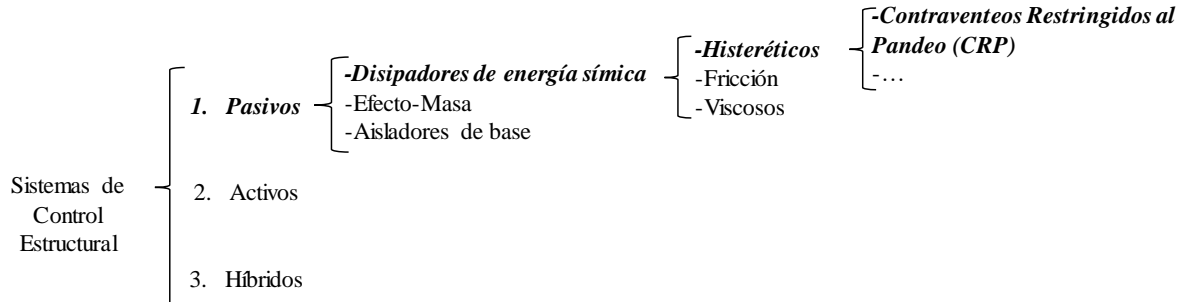 -Contraventeos Restringidos al
Pandeo (CRP)
-…
-Histeréticos
-Fricción
-Viscosos
-Disipadores de energía símica
-Efecto-Masa
-Aisladores de base
1. Pasivos
Sistemas de
Control
Estructural
2. Activos
3. Híbridos